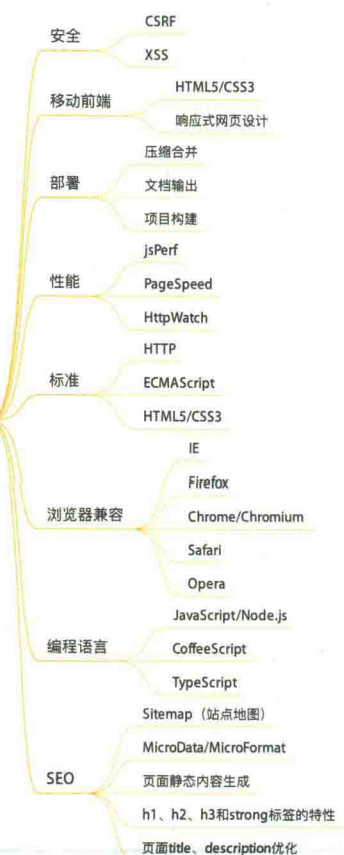 安全
CSRF
XSS
移动前端
HTML5/CSS3
响应式网页设计
部署
压缩合并
文档输出
项目构建
性能
jsPerf
PageSpeed
HttpWatch
标准
HTTP
ECMAScript
HTML5/CSS3
浏览器兼容
IE
Firefox
Chrome/Chromium
Safari
Opera
编程语言
JavaScript/Node.js
CoffeeScript
TypeScript
SEO
Sitemap（站点地图）
MicroData/MicroFormat
页面静态内容生成
h1、h2、h3和strong标签的特性
页面title、description优化